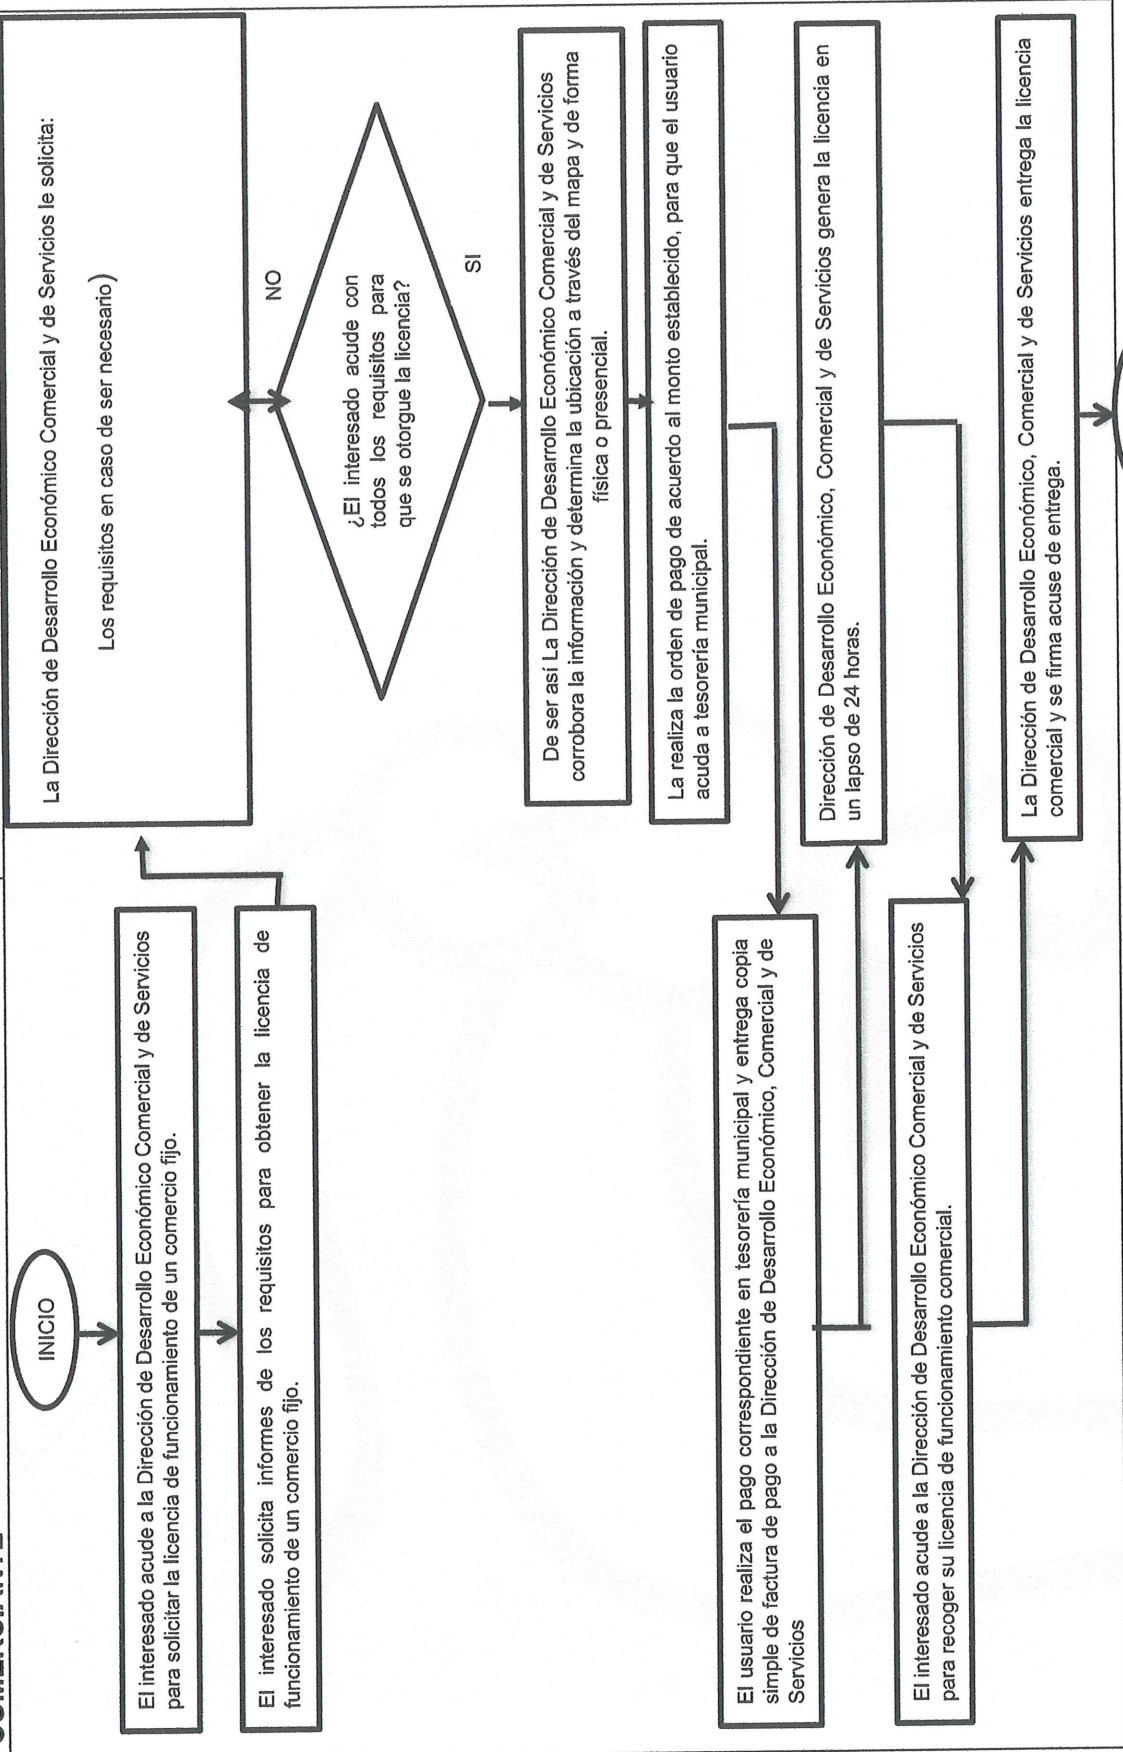 INICIO
El interesado acude a la Dirección de Desarrollo Económico Comercial y de Servicios
para solicitar la licencia de funcionamiento de un comercio fijo.
El interesado solicita informes de los requisitos para obtener la licencia de
funcionamiento de un comercio fijo.
La Dirección de Desarrollo Económico Comercial y de Servicios le solicita:
Los requisitos en caso de ser necesario)
NO
¿El interesado acude con
todos los requisitos para
que se otorgue la licencia?
SI
De ser así La Dirección de Desarrollo Económico Comercial y de Servicios
corrobora la información y determina la ubicación a través del mapa y de forma
física o presencial.
La realiza la orden de pago de acuerdo al monto establecido, para que el usuario
acuda a tesorería municipal.
El usuario realiza el pago correspondiente en tesorería municipal y entrega copia
simple de factura de pago a la Dirección de Desarrollo Económico, Comercial y de
Servicios
Dirección de Desarrollo Económico, Comercial y de Servicios genera la licencia en
un lapso de 24 horas.
El interesado acude a la Dirección de Desarrollo Económico Comercial y de Servicios
para recoger su licencia de funcionamiento comercial.
La Dirección de Desarrollo Económico, Comercial y de Servicios entrega la licencia
comercial y se firma acuse de entrega.